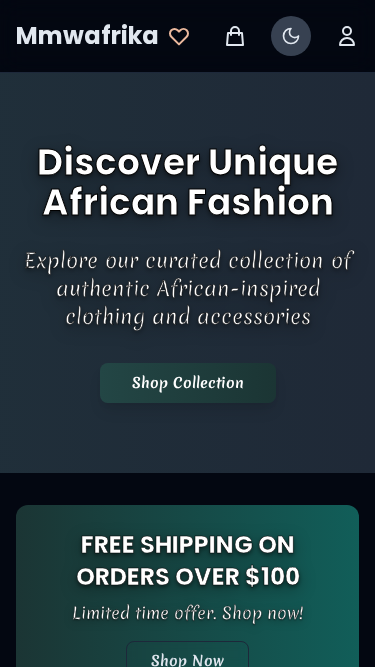 Mmwafrika
Discover Unique
African Fashion
Explore our curated collection of
authentic African-inspired
clothing and accessories
Shop Collection
FREE SHIPPING ON
ORDERS OVER $100
Limited time offer. Shop now!
Shop Now